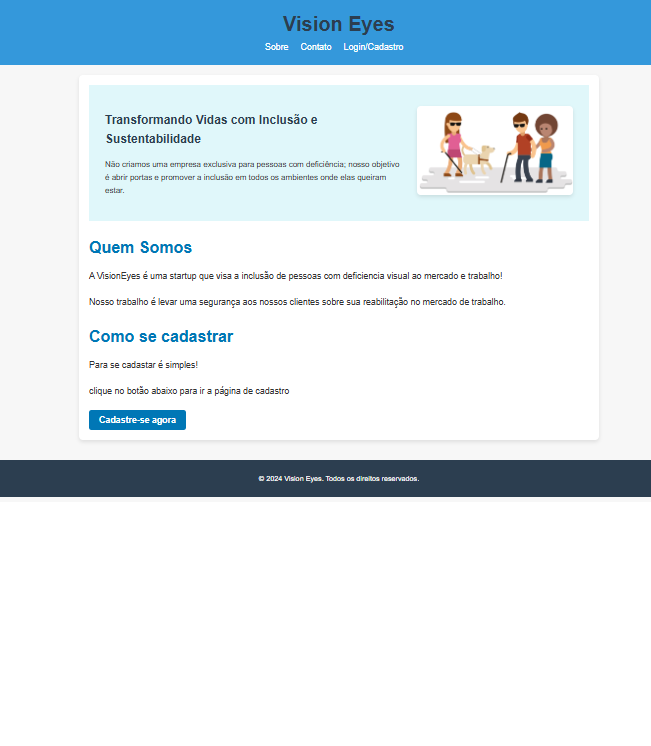 Vision Eyes
Sobre Contato Login/Cadastro
Transformando Vidas com Inclusão e
Sustentabilidade
Não criamos uma empresa exclusiva para pessoas com deficiência; nosso objetivo
é abrir portas e promover a inclusão em todos os ambientes onde elas queiram
estar.
Quem Somos
A VisionEyes é uma startup que visa a inclusão de pessoas com deficiencia visual ao mercado e trabalho!
Nosso trabalho é levar uma segurança aos nossos clientes sobre sua reabilitação no mercado de trabalho.
Como se cadastrar
Para se cadastar é simples!
clique no botão abaixo para ir a página de cadastro
Cadastre-se agora
© 2024 Vision Eyes. Todos os direitos reservados.